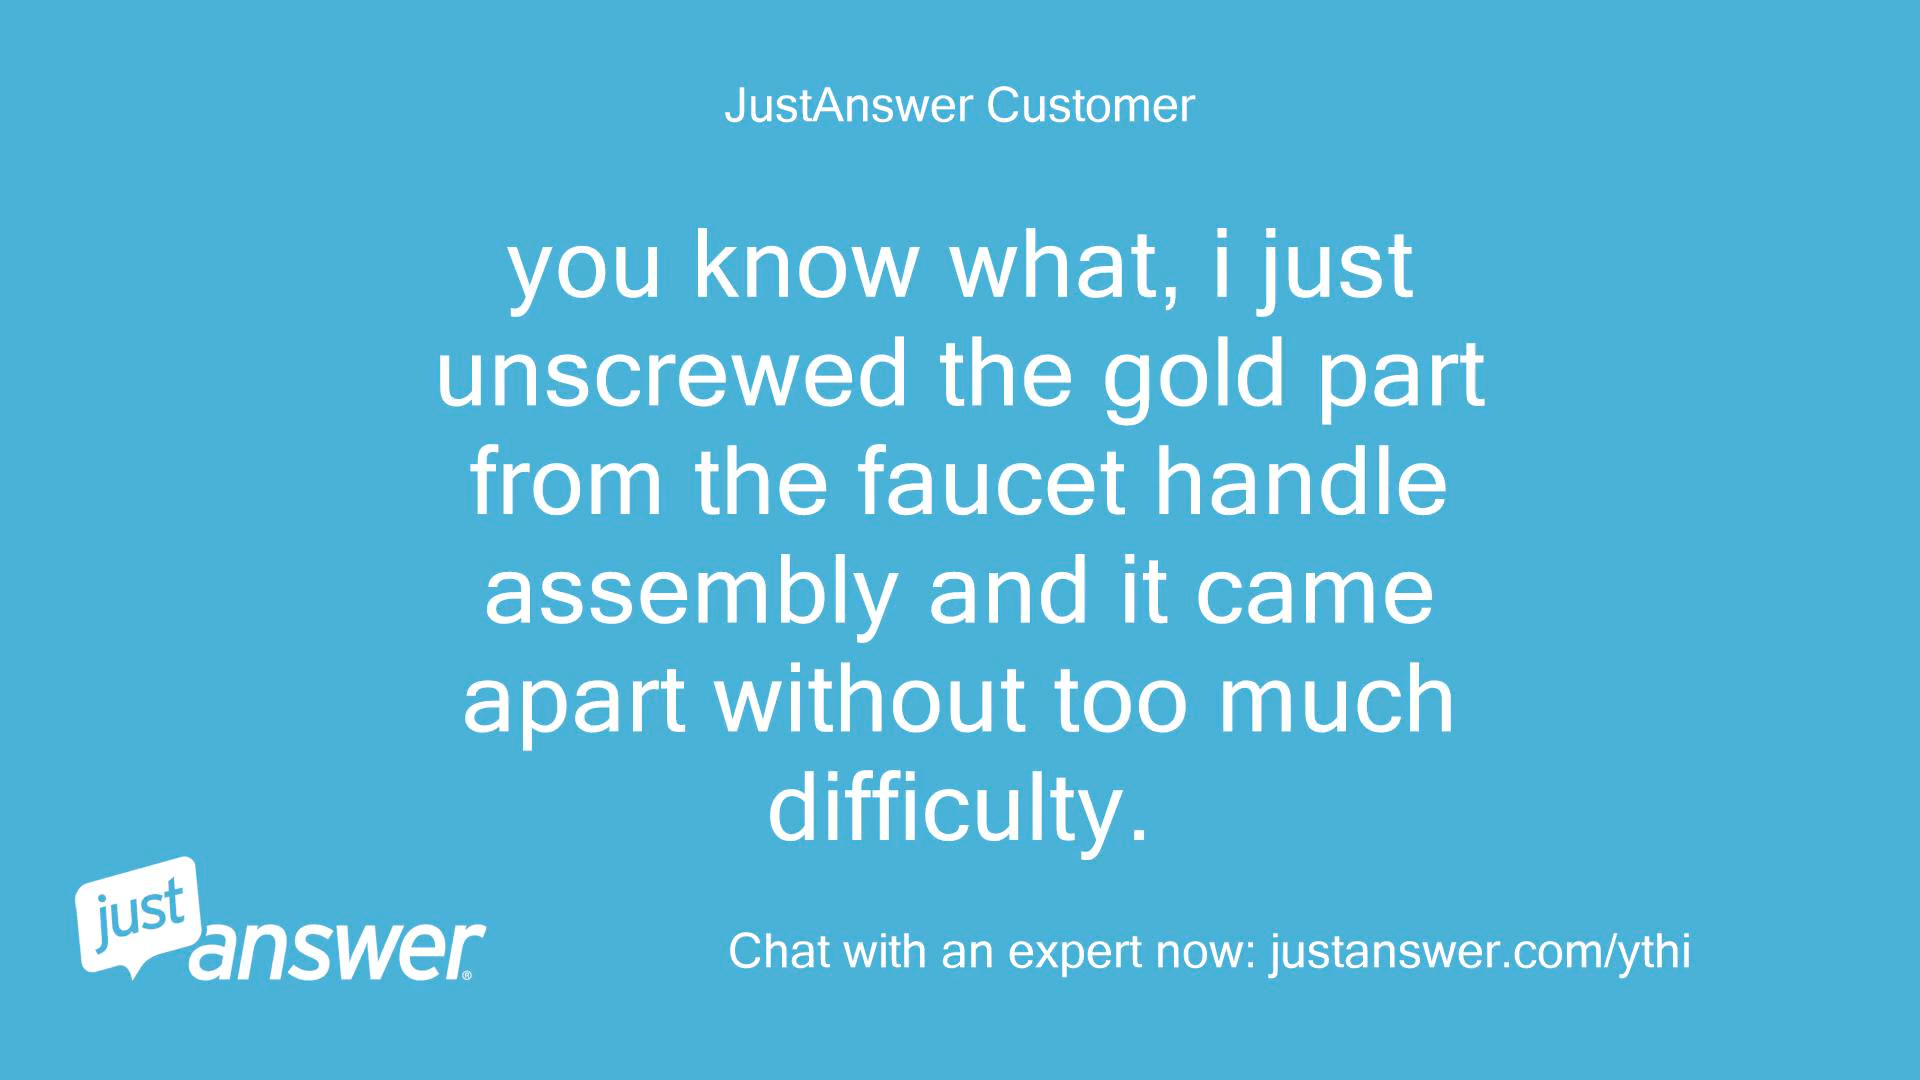 JustAnswer Customer
you know what, i just
unscrewed the gold part
from the faucet handle
assembly and it came
apart without too much
difficulty.
just
answer®
Chat with an expert now: justanswer.com/ythi